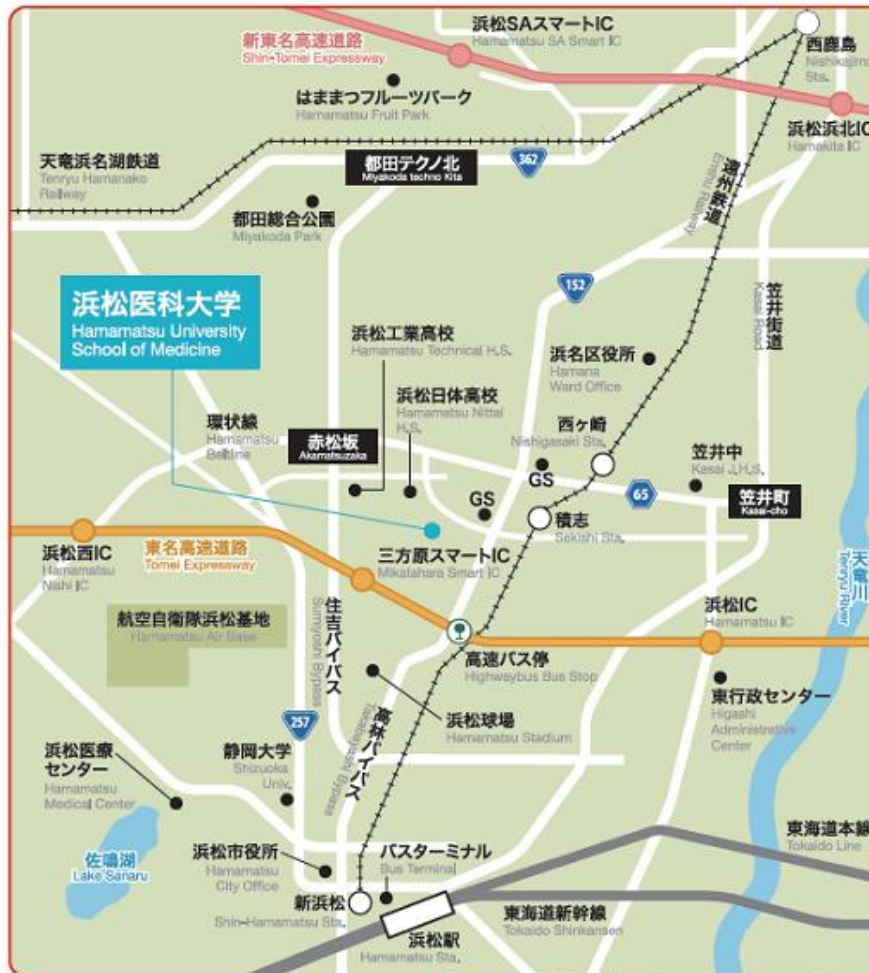 浜松SAスマートIC
Hamamatsu SA Smart IC
新東名高速道路
Shin-Tomei Expressway
西鹿島
Nishikajima
Sta.
はままつフルーツパーク
Hamamatsu Fruit Park
浜松浜北IC
Hamakita IC
天竜浜名湖鉄道
Tenryu Hamanako
Railway
都田テクノ北
Miyakoda techno Kita
362
遠州鉄道
Enshu Railway
都田総合公園
Miyakoda Park
152
笠井街道
Kasai Road
浜松医科大学
Hamamatsu University
School of Medicine
浜松工業高校
Hamamatsu Technical H.S.
浜名区役所
Hamana
Ward Office
浜松日体高校
Hamamatsu Nittai
H.S.
環状線
Hamamatsu
Beltline
赤松坂
Akamatsuzaka
西ヶ崎
Nishigasaki Sta.
笠井中
Kasai J.H.S.
GS
GS
65
笠井町
Kasai-cho
積志
Sekishi Sta.
浜松西IC
Hamamatsu
Nishi IC
東名高速道路
Tomei Expressway
三方原スマートIC
Mikatahara Smart IC
天竜川
Tenryu River
航空自衛隊浜松基地
Hamamatsu Air Base
住吉バイパス
Sumiyoshi Bypass
浜松IC
Hamamatsu IC
高速バス停
Highwaybus Bus Stop
東行政センター
Higashi
Administrative
Center
257
高林バイパス
Takabayashi Bypass
浜松球場
Hamamatsu Stadium
浜松医療
センター
Hamamatsu
Medical Center
静岡大学
Shizuoka
Univ.
佐鳴湖
Lake Sanaru
浜松市役所
Hamamatsu
City Office
バスターミナル
Bus Terminal
東海道本線
Tokaido Line
新浜松
Shin-Hamamatsu Sta.
東海道新幹線
Tokaido Shinkansen
浜松駅
Hamamatsu Sta.